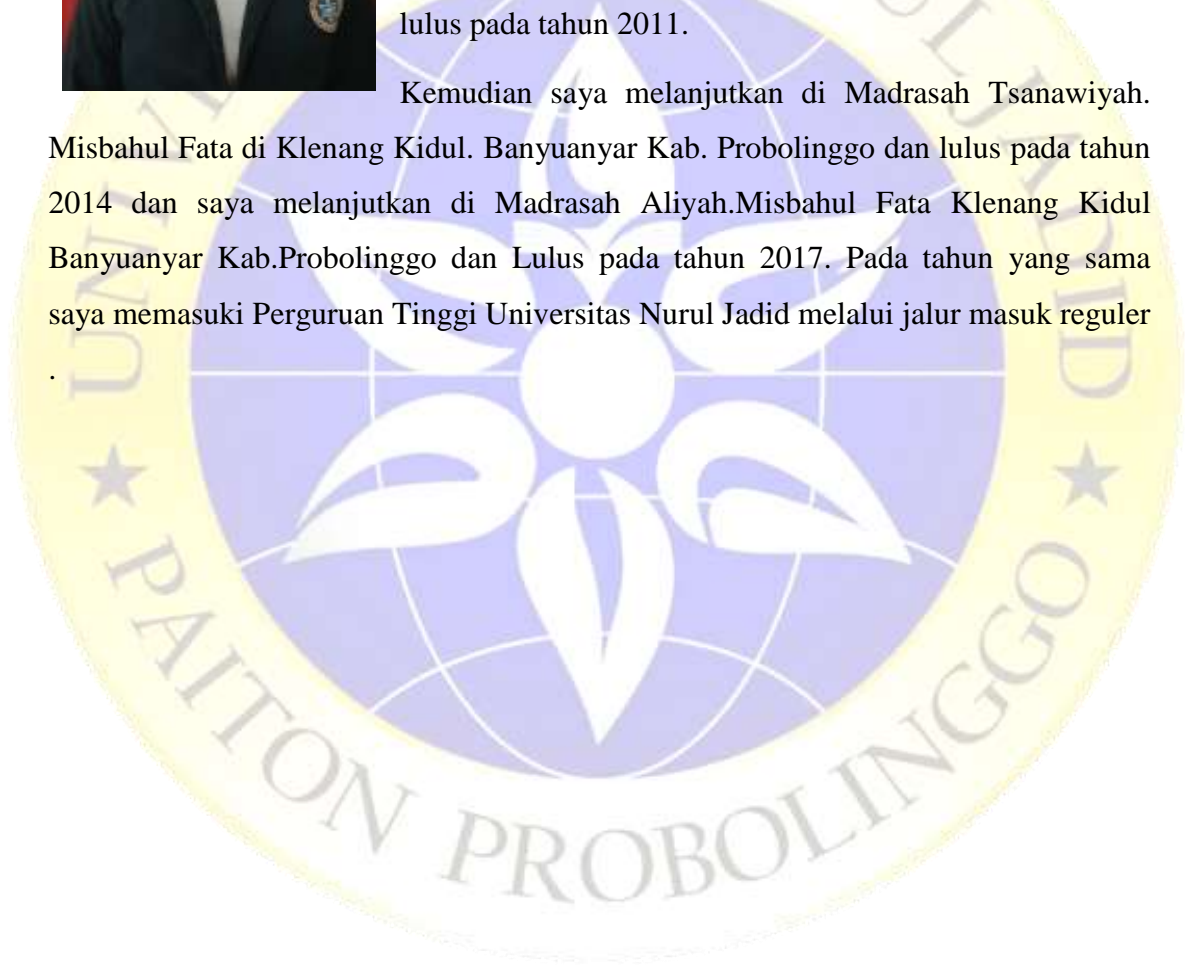 lulus pada tahun 2011.
Kemudian saya melanjutkan di Madrasah Tsanawiyah.
Misbahul Fata di Klenang Kidul. Banyuanyar Kab. Probolinggo dan lulus pada tahun
2014 dan saya melanjutkan di Madrasah Aliyah.Misbahul Fata Klenang Kidul
Banyuanyar Kab.Probolinggo dan Lulus pada tahun 2017. Pada tahun yang sama
saya memasuki Perguruan Tinggi Universitas Nurul Jadid melalui jalur masuk reguler
.
PAITON PROBOLINGGO